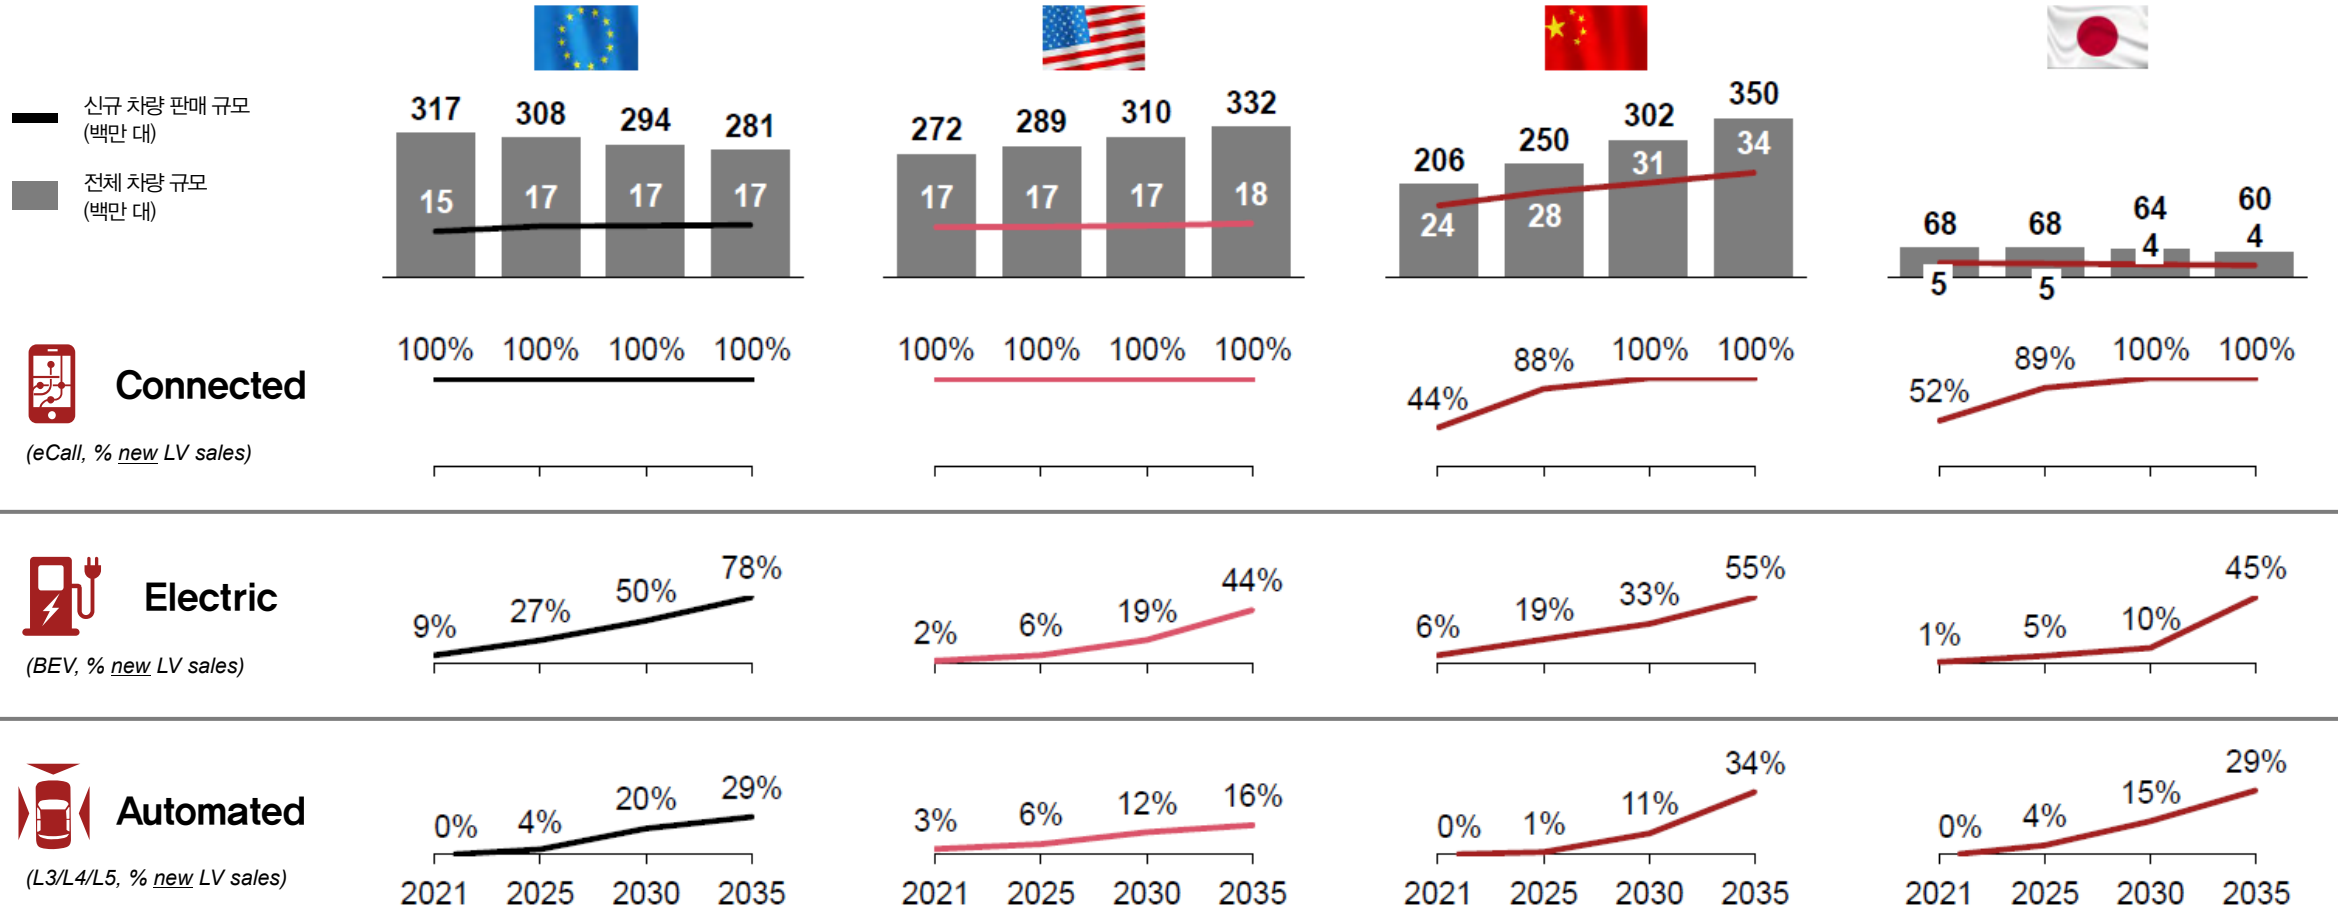 신규 차량 판매 규모
(백만 대)
전체 차량 규모
(백만 대)
317 308 294 281
15 17 17 17
272 289 310 332
17 17 17 18
206 250 302 350
24 28 31 34
68 68 64 60
5 5 4 4
Connected
(eCall, % new LV sales)
100% 100% 100% 100%
100% 100% 100% 100%
44% 88% 100% 100%
52% 89% 100% 100%
Electric
(BEV, % new LV sales)
9% 27% 50% 78%
2% 6% 19% 44%
6% 19% 33% 55%
1% 5% 10% 45%
Automated
(L3/L4/L5, % new LV sales)
0% 4% 20% 29%
3% 6% 12% 16%
0% 1% 11% 34%
0% 4% 15% 29%
2021 2025 2030 2035
2021 2025 2030 2035
2021 2025 2030 2035
2021 2025 2030 2035